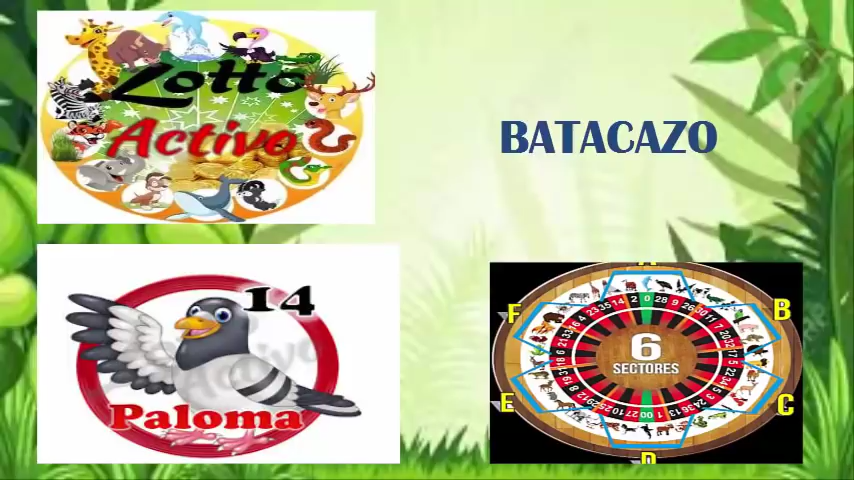 Lotto
Activo
BATACAZO
14
Paloma
A
B
C
D
E
F
6
SECTORES